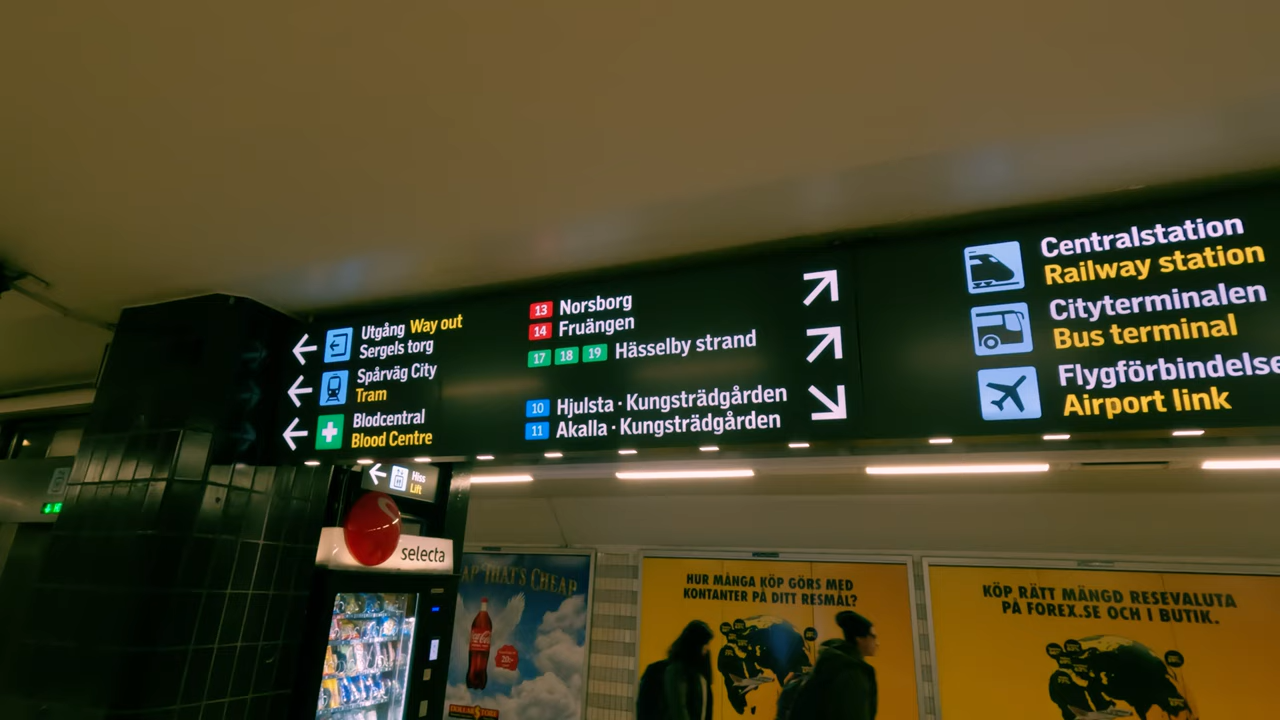 Utgång Way out
Sergels torg
Spårväg City
Tram
Blodcentral
Blood Centre
13 Norsborg
14 Fruängen
17 18 19 Hässelby strand
10 Hjulsta · Kungsträdgården
11 Akalla · Kungsträdgården
Centralstation
Railway station
Cityterminalen
Bus terminal
Flygförbindelse
Airport link
Hiss
Lift
selecta
THAT'S CHEAP
HUR MÅNGA KÖP GÖRS MED
KONTANTER PÅ DITT RESMÅL?
KÖP RÄTT MÄNGD RESEVALUTA
PÅ FOREX.SE OCH I BUTIK.